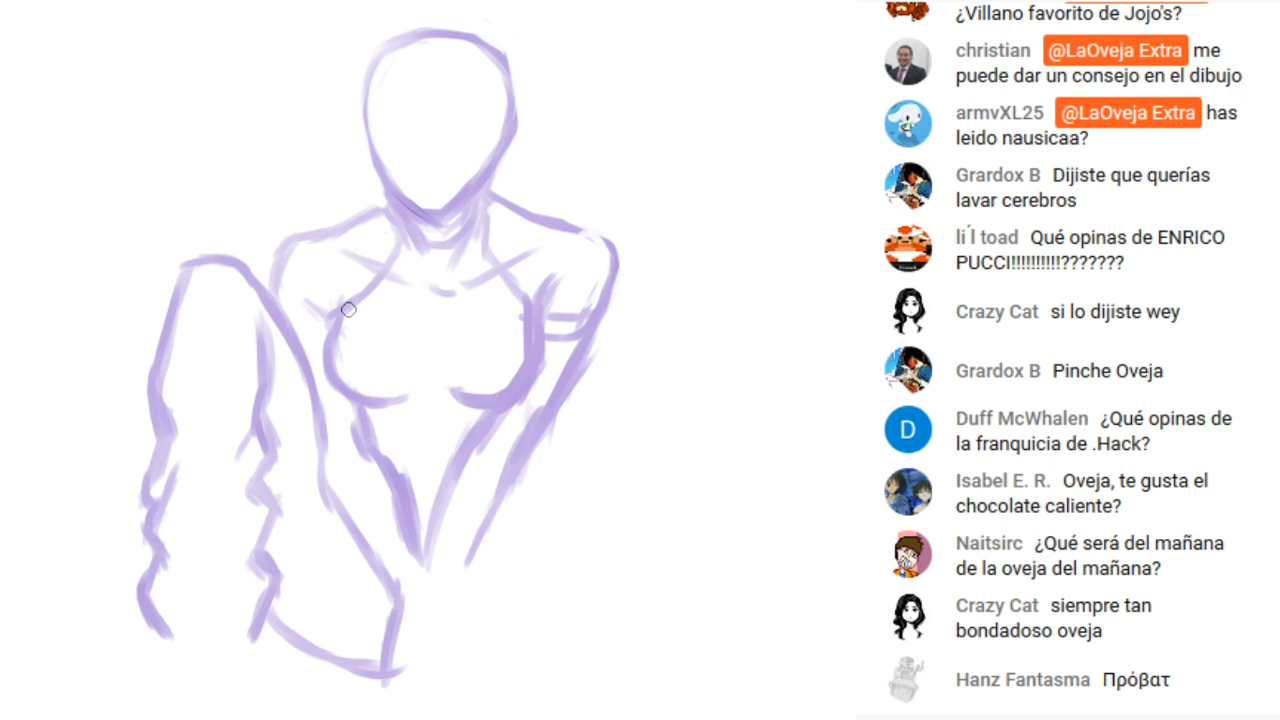 ¿Villano favorito de Jojo's?
christian @LaOveja Extra me
puede dar un consejo en el dibujo
armvXL25 @LaOveja Extra has
leido nausicaa?
Grardox B Dijiste que querías
lavar cerebros
li ́l toad Qué opinas de ENRICO
PUCCI!!!!!!!!!!???????
Crazy Cat si lo dijiste wey
Grardox B Pinche Oveja
D
Duff McWhalen ¿Qué opinas de
la franquicia de .Hack?
Isabel E. R. Oveja, te gusta el
chocolate caliente?
Naitsirc ¿Qué será del mañana
de la oveja del mañana?
Crazy Cat siempre tan
bondadoso oveja
Hanz Fantasma Πρόβατ